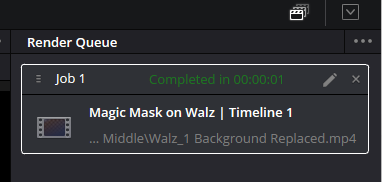 Render Queue
Job 1 Completed in 00:00:01
Magic Mask on Walz | Timeline 1
... Middle\Walz_1 Background Replaced.mp4